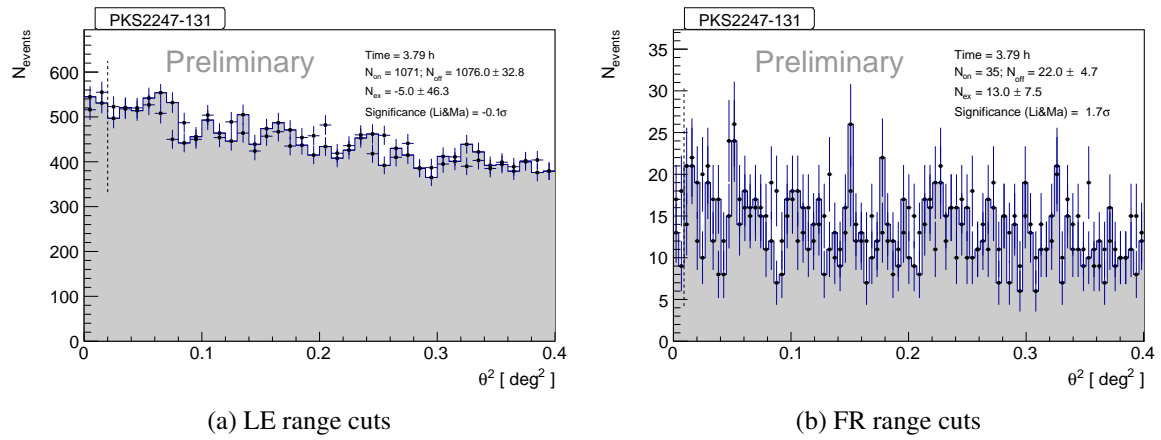 PKS2247-131
Preliminary
Time = 3.79 h
N_on = 1071; N_off = 1076.0 ± 32.8
N_ex = -5.0 ± 46.3
Significance (Li&Ma) = -0.1σ
N_events
600
500
400
300
200
100
0
0 0.1 0.2 0.3 0.4
θ² [ deg² ]
(a) LE range cuts
PKS2247-131
Preliminary
Time = 3.79 h
N_on = 35; N_off = 22.0 ± 4.7
N_ex = 13.0 ± 7.5
Significance (Li&Ma) = 1.7σ
N_events
35
30
25
20
15
10
5
0
0 0.1 0.2 0.3 0.4
θ² [ deg² ]
(b) FR range cuts